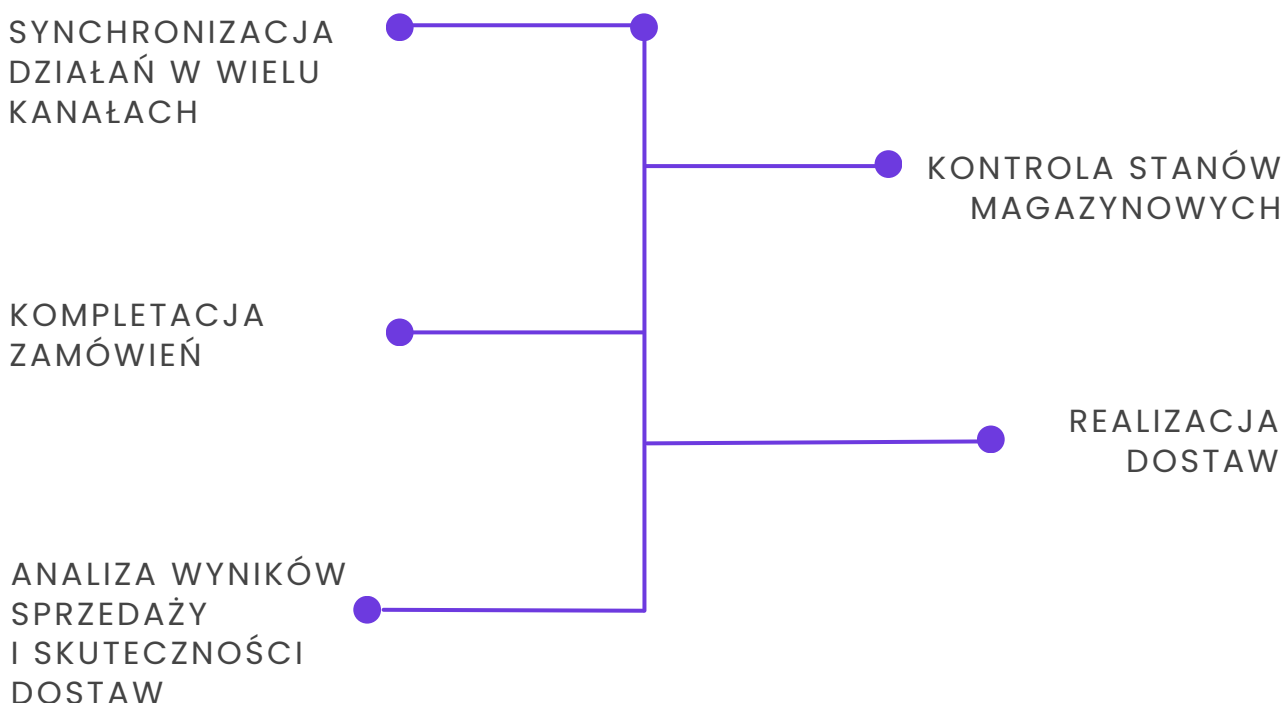 SYNCHRONIZACJA
DZIAŁAŃ W WIELU
KANAŁACH
KONTROLA STANÓW
MAGAZYNOWYCH
KOMPLETACJA
ZAMÓWIEŃ
REALIZACJA
DOSTAW
ANALIZA WYNIKÓW
SPRZEDAŻY
I SKUTECZNOŚCI
DOSTAW